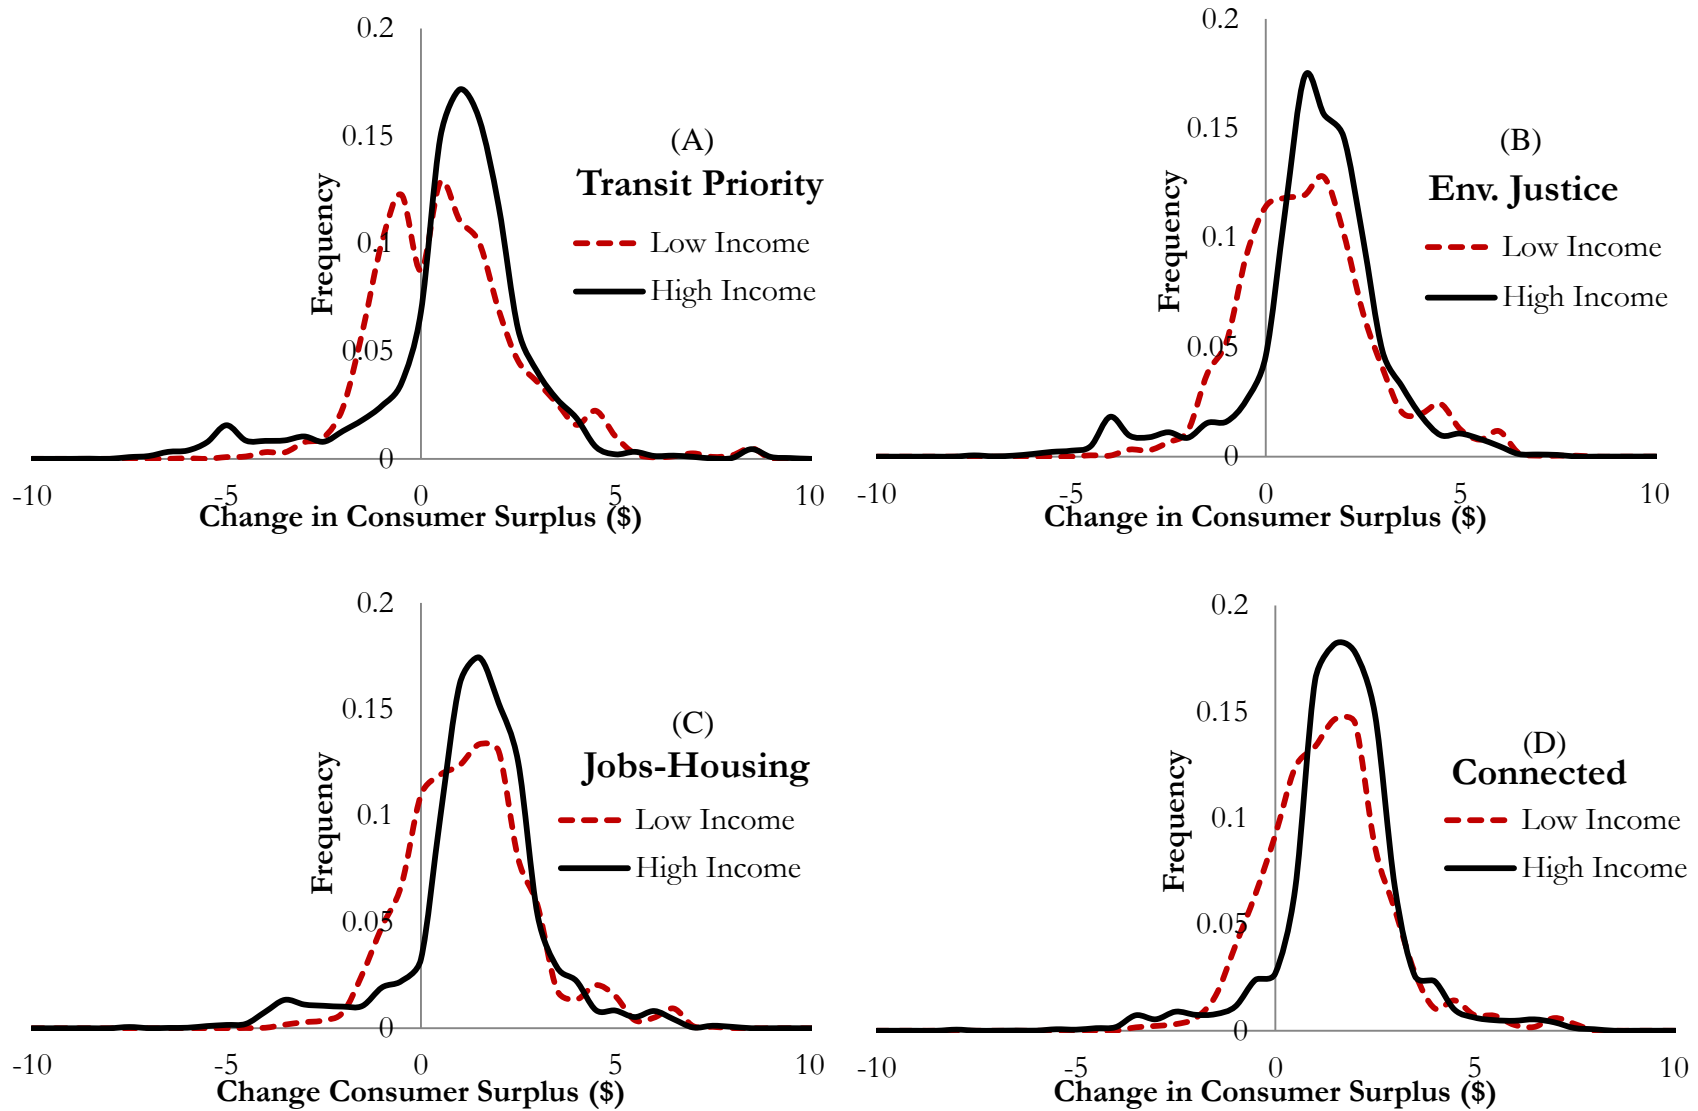 0.2
0.15
0.1
0.05
0
Frequency
(A)
Transit Priority
Low Income
High Income
-10
-5
0
5
10
Change in Consumer Surplus ($)
0.2
0.15
0.1
0.05
0
Frequency
(B)
Env. Justice
Low Income
High Income
-10
-5
0
5
10
Change in Consumer Surplus ($)
0.2
0.15
0.1
0.05
0
Frequency
(C)
Jobs-Housing
Low Income
High Income
-10
-5
0
5
10
Change Consumer Surplus ($)
0.2
0.15
0.1
0.05
0
Frequency
(D)
Connected
Low Income
High Income
-10
-5
0
5
10
Change in Consumer Surplus ($)